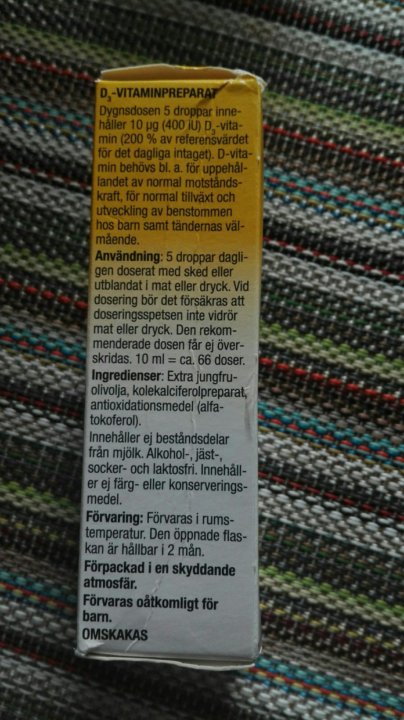 D₃-VITAMINPREPARAT
Dygnsdosen 5 droppar inne-
håller 10 µg (400 iU) D₃-vita-
min (200 % av referensvärdet
för det dagliga intaget). D-vita-
min behövs bl. a. för uppehål-
landet av normal motstånds-
kraft, för normal tillväxt och
utveckling av benstommen
hos barn samt tändernas väl-
mående.
Användning: 5 droppar dagli-
gen doserat med sked eller
utblandat i mat eller dryck. Vid
dosering bör det försäkras att
doseringsspetsen inte vidrör
mat eller dryck. Den rekom-
menderade dosen får ej över-
skridas. 10 ml = ca. 66 doser.
Ingredienser: Extra jungfru-
olivolja, kolekalciferolpreparat,
antioxidationsmedel (alfa-
tokoferol).
Innehåller ej beståndsdelar
från mjölk. Alkohol-, jäst-,
socker- och laktosfri. Innehåll-
er ej färg- eller konserverings-
medel.
Förvaring: Förvaras i rums-
temperatur. Den öppnade flas-
kan är hållbar i 2 mån.
Förpackad i en skyddande
atmosfär.
Förvaras oåtkomligt för
barn.
OMSKAKAS